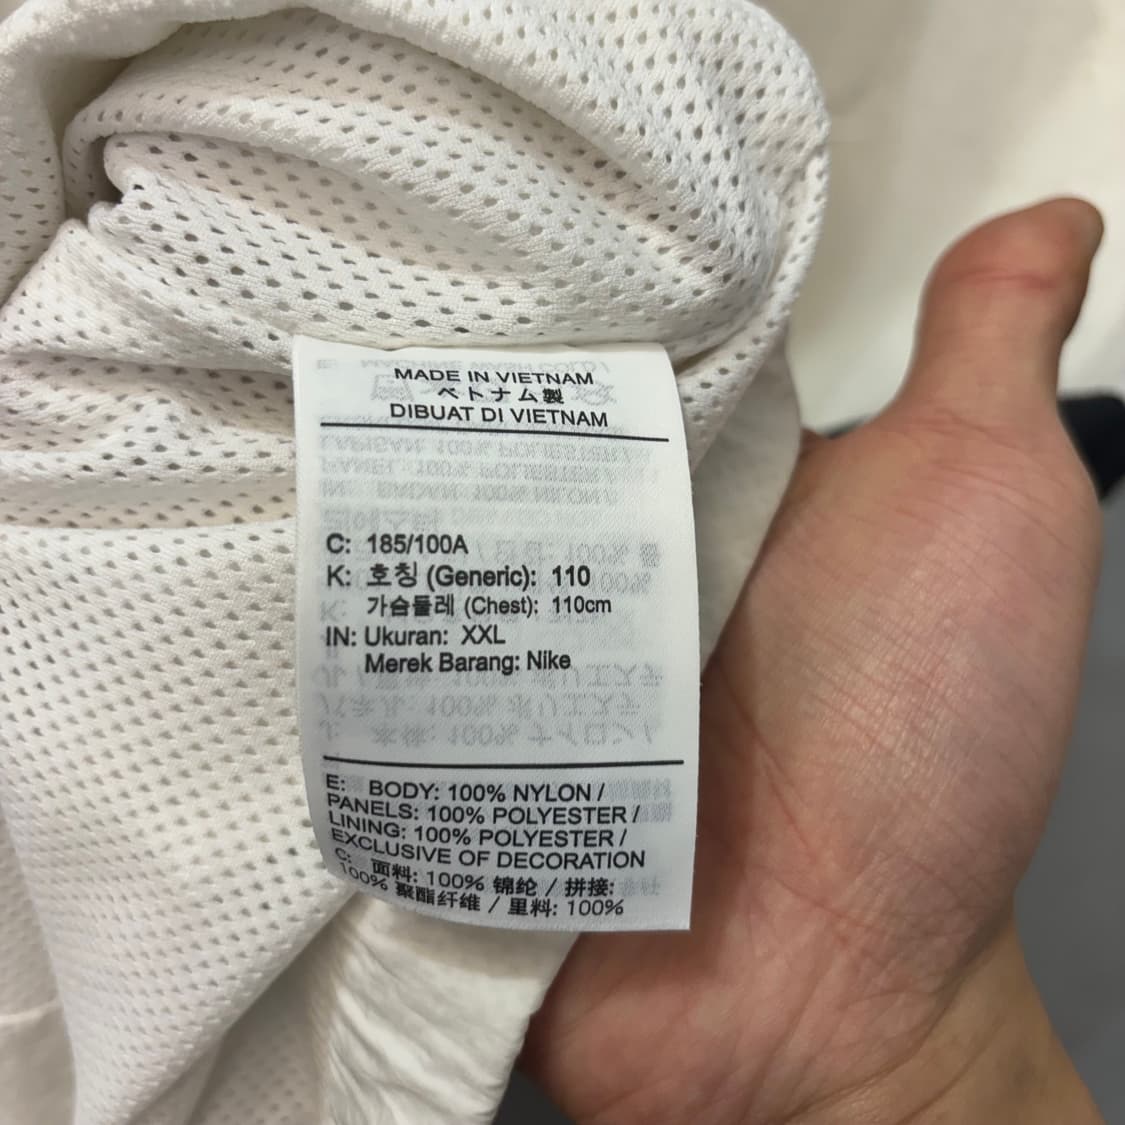 MADE IN VIETNAM
ベトナム製
DIBUAT DI VIETNAM
C: 185/100A
K: 호칭 (Generic): 110
가슴둘레 (Chest): 110cm
IN: Ukuran: XXL
Merek Barang: Nike
E: BODY: 100% NYLON /
PANELS: 100% POLYESTER /
LINING: 100% POLYESTER /
EXCLUSIVE OF DECORATION
C: 面料: 100% 锦纶 / 拼接:
100% 聚酯纤维 / 里料: 100%